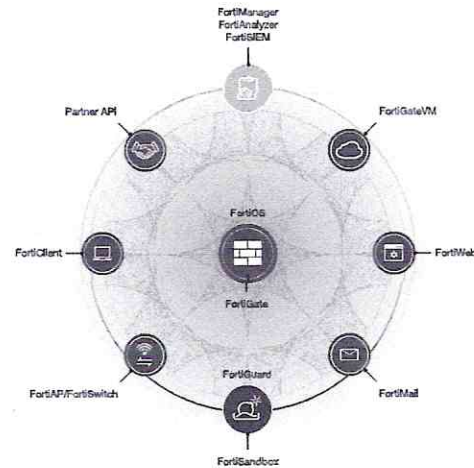 FortiManager
FortiAnalyzer
FortiSIEM
Partner API
FortiGateVM
FortiOS
FortiClient
FortiWeb
FortiGate
FortiGuard
FortiAP/FortiSwitch
FortiMail
FortiSandbox